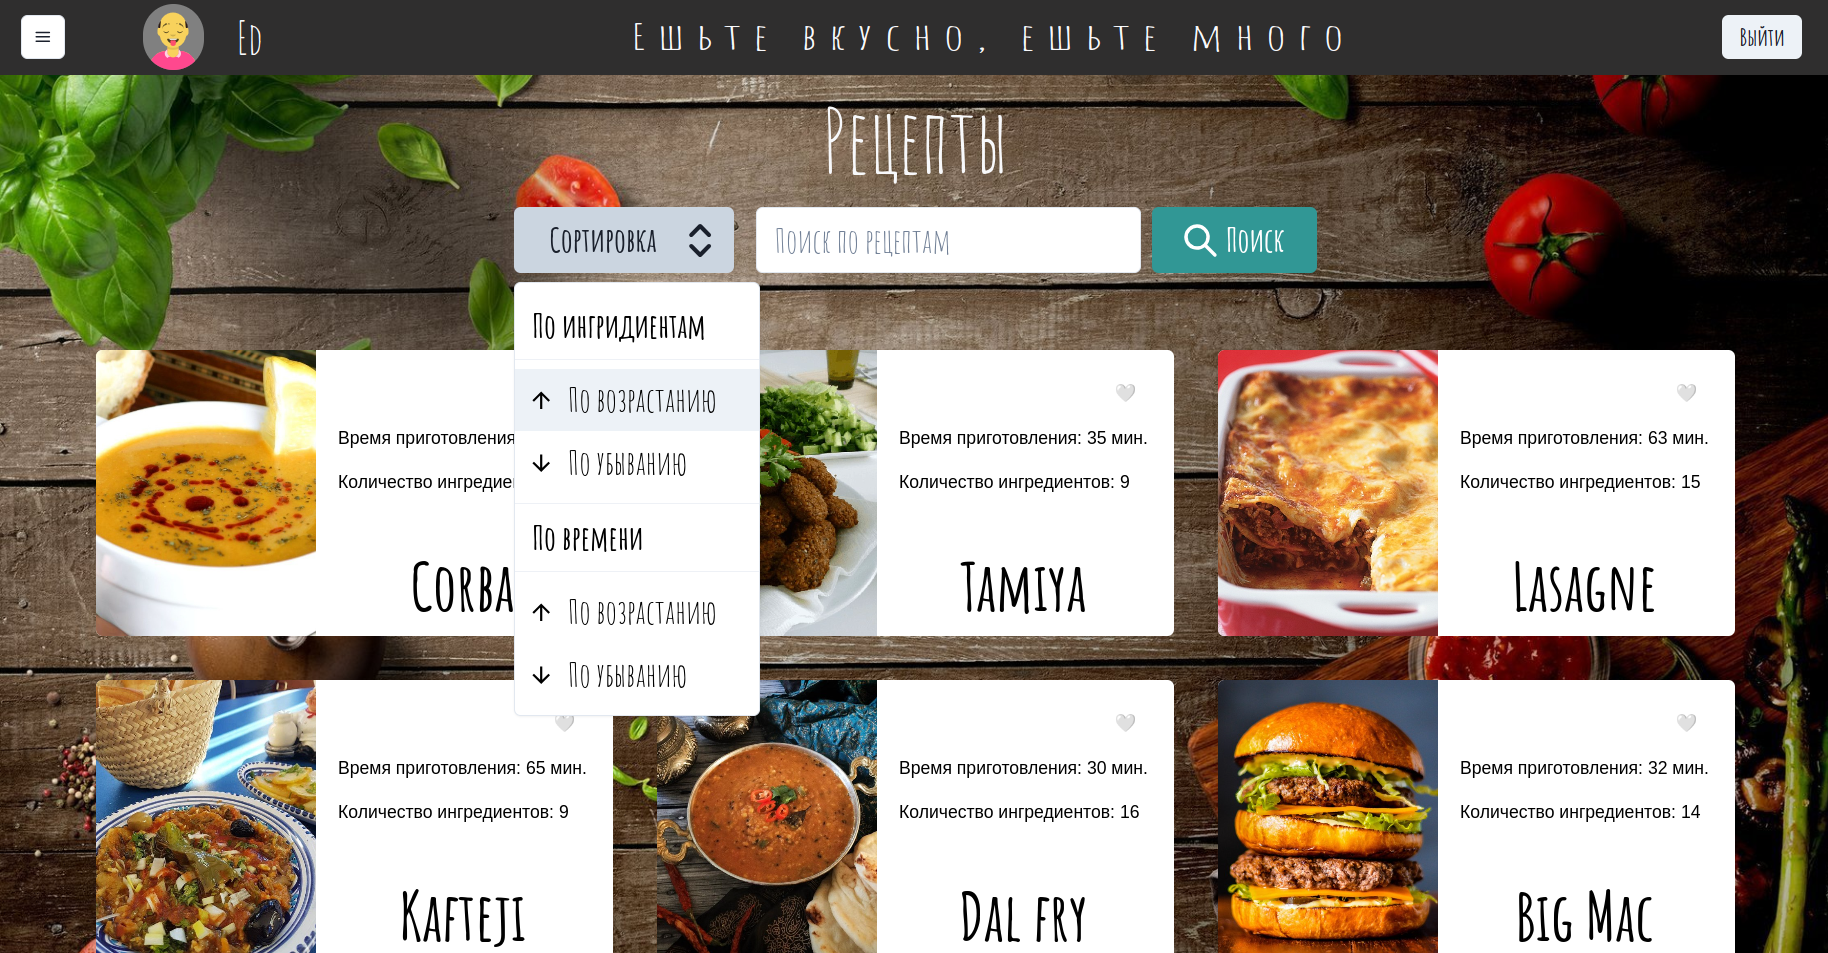 Ed
Ешьте вкусно, ешьте много
Выйти
Рецепты
Сортировка
Поиск по рецептам
Поиск
По ингридиентам
По возрастанию
По убыванию
По времени
По возрастанию
По убыванию
Время приготовления
Количество ингредиен
Corba
Время приготовления: 35 мин.
Количество ингредиентов: 9
Tamiya
Время приготовления: 63 мин.
Количество ингредиентов: 15
Lasagne
Время приготовления: 65 мин.
Количество ингредиентов: 9
Kafteji
Время приготовления: 30 мин.
Количество ингредиентов: 16
Dal fry
Время приготовления: 32 мин.
Количество ингредиентов: 14
Big Mac